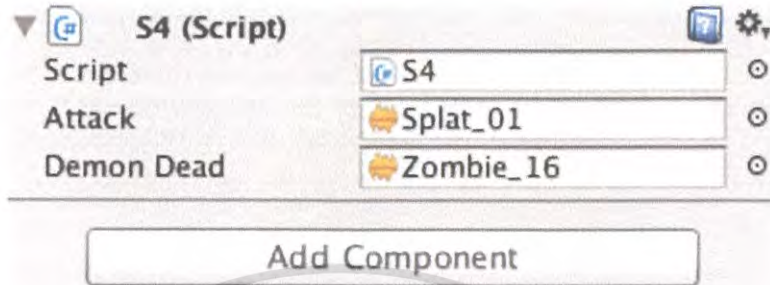 S4 (Script)
Script S4
Attack Splat_01
Demon Dead Zombie_16
Add Component